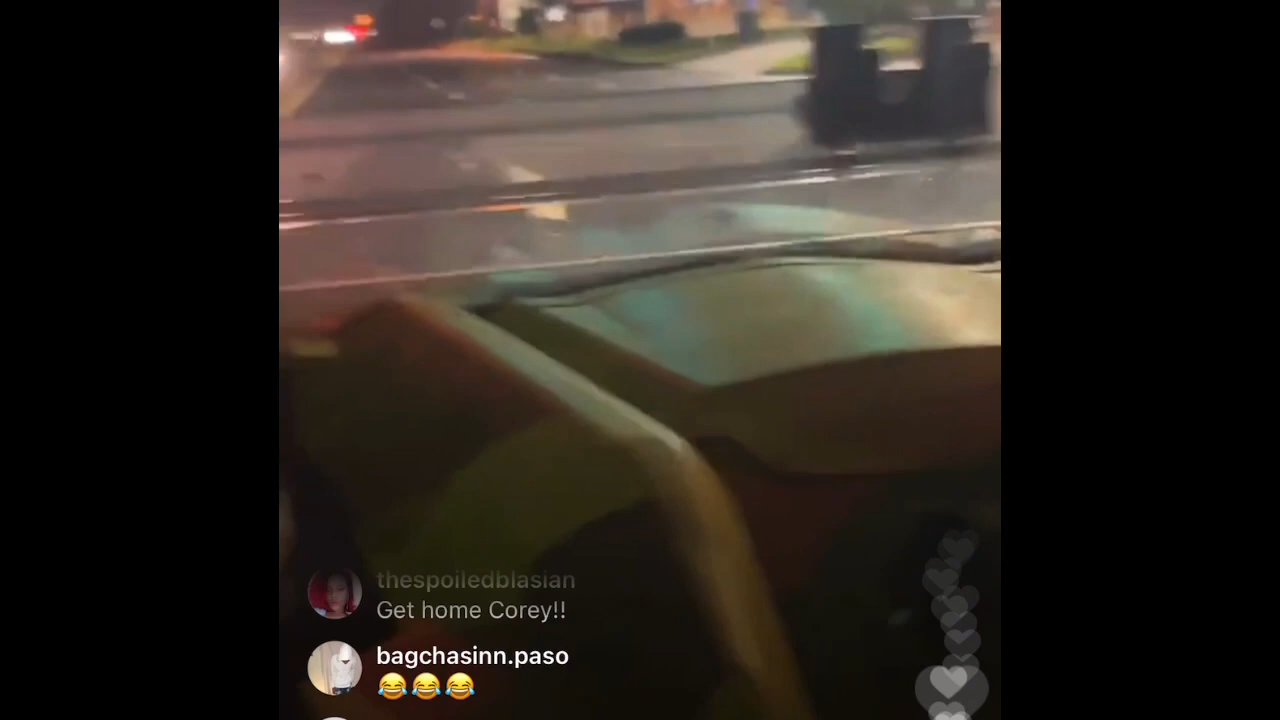 thespoiledblasian
Get home Corey!!
bagchasinn.paso
😂😂😂